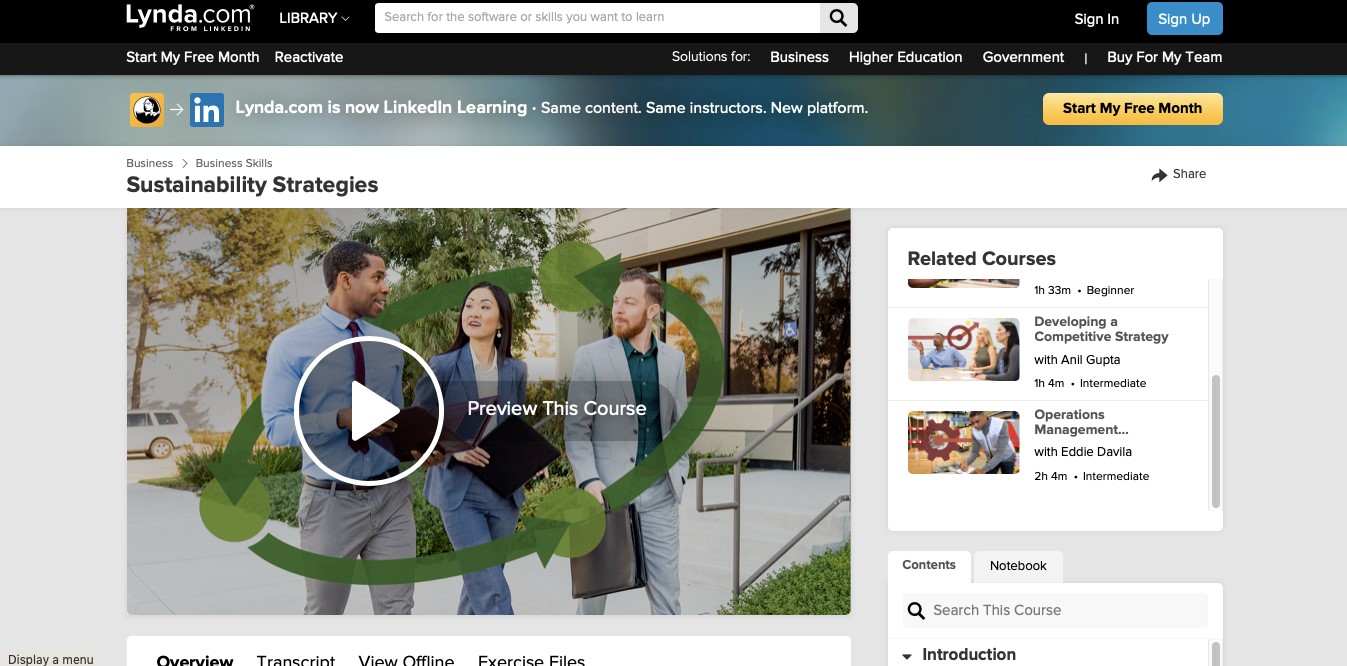 Lynda.com®
FROM LINKEDIN
LIBRARY
Search for the software or skills you want to learn
Sign In
Sign Up
Start My Free Month
Reactivate
Solutions for:
Business
Higher Education
Government
|
Buy For My Team
in
Lynda.com is now LinkedIn Learning · Same content. Same instructors. New platform.
Start My Free Month
Business > Business Skills
Sustainability Strategies
Share
Preview This Course
Related Courses
1h 33m • Beginner
Developing a
Competitive Strategy
with Anil Gupta
1h 4m • Intermediate
Operations
Management...
with Eddie Davila
2h 4m • Intermediate
Contents
Notebook
Search This Course
Introduction
Overview
Transcript
View Offline
Exercise Files
Display a menu